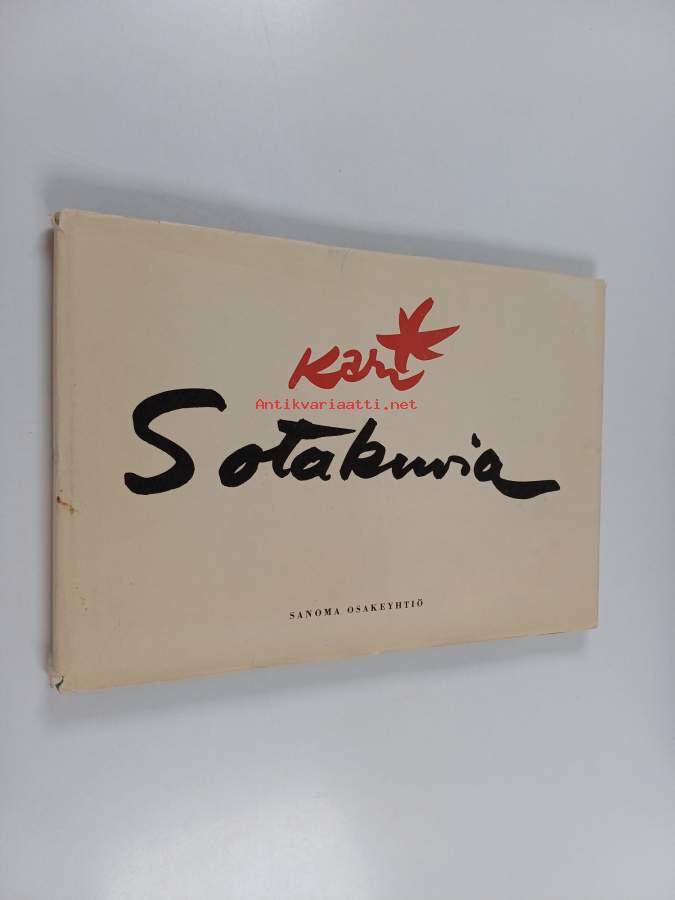 Kari
Antikvariaatti.net
Sotakuvia
SANOMA OSAKEYHTIÖ